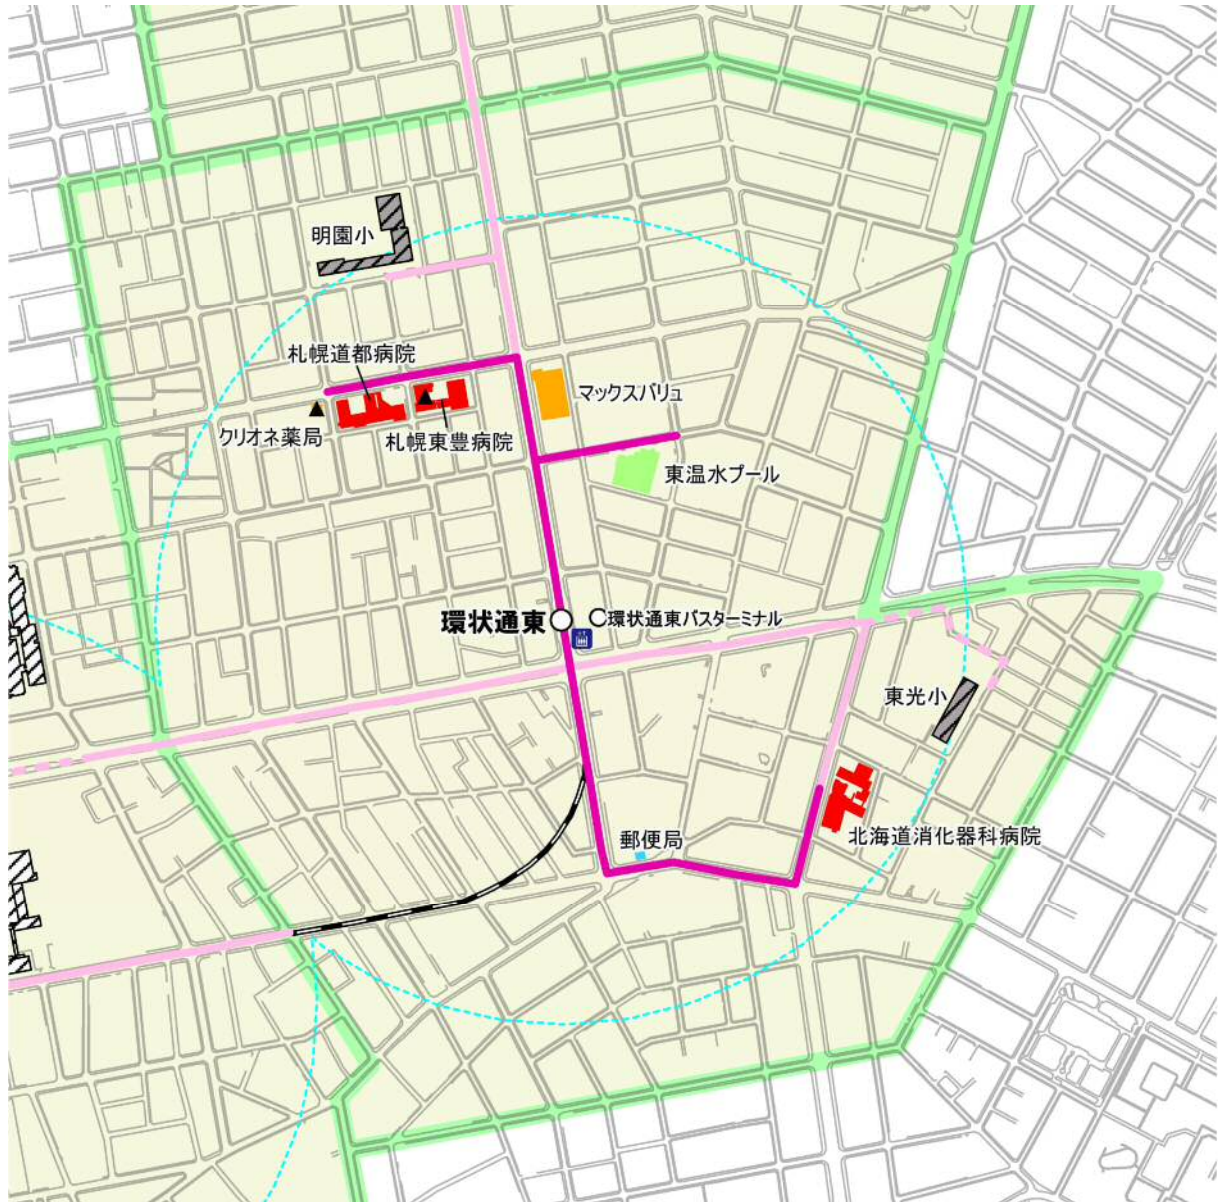 明園小
札幌道都病院
マックスバリュ
クリオネ薬局
札幌東豊病院
東温水プール
環状通東
環状通東バスターミナル
東光小
郵便局
北海道消化器科病院